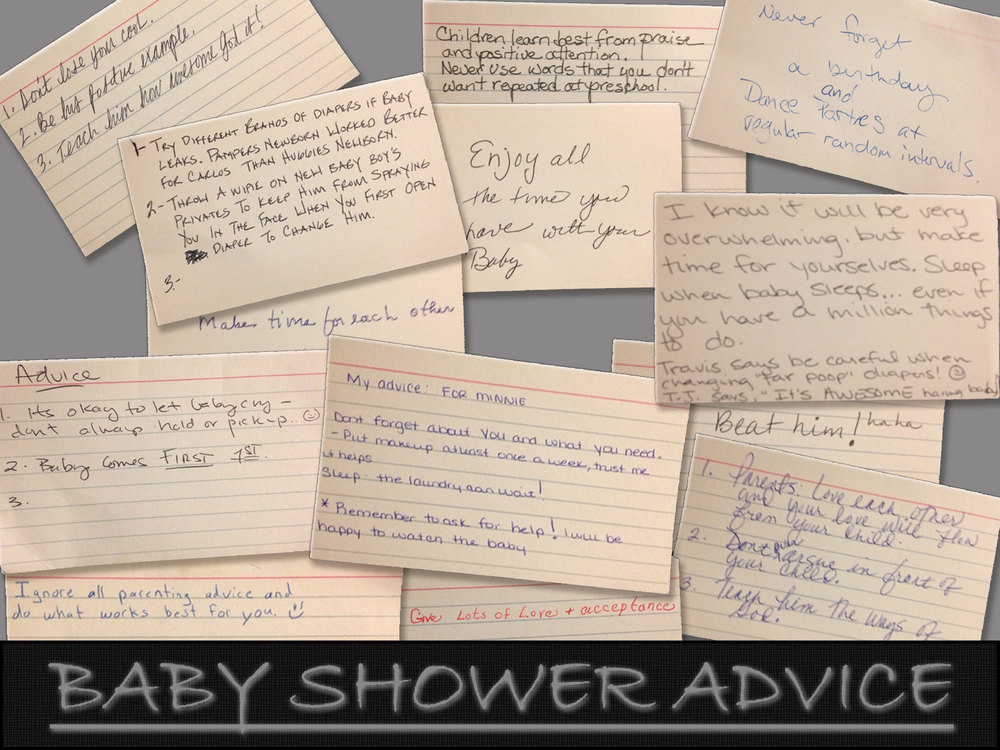 1. Don't lose your cool.
2. Be his positive example.
3. Teach him how awesome got it!
1- Try Different Brands of diapers if Baby
leaks. Pampers Newborn Worked Better
for Carlos Than Huggies Newborn.
2- Throw a wipie on new baby boy's
privates to keep him from spraying
you in the face when you first open
diaper to change him.
3.-
Children learn best from praise
and positive attention.
Never use words that you don't
want repeated at preschool.
Enjoy all
the time you
have with your
Baby
Never forget
a birthday
and
Dance Parties at
regular random intervals.
I know it will be very
overwhelming. but make
time for yourselves. Sleep
when baby sleeps... even if
you have a million things
to do.
Travis says be careful when
changing "tar poop" diapers! ☺
T.J. says, "It's AWESOME having baby
Make time for each other
Advice
1. Its okay to let baby cry -
don't always hold or pick up.. ☺
2. Baby Comes FIRST 1ST.
3.
My advice: FOR MINNIE
Dont forget about you and what you need.
- Put makeup atleast once a week, trust me
it helps
Sleep - the laundry can wait!
* Remember to ask for help! I will be
happy to watch the baby
Beat him! haha
1. Parents: Love each other
and your love will flow
from your child.
2. Dont argue in front of
your child.
3 Teach him the ways of
God.
Ignore all parenting advice and
do what works best for you. ☺
Give Lots of Love + acceptance
BABY SHOWER ADVICE